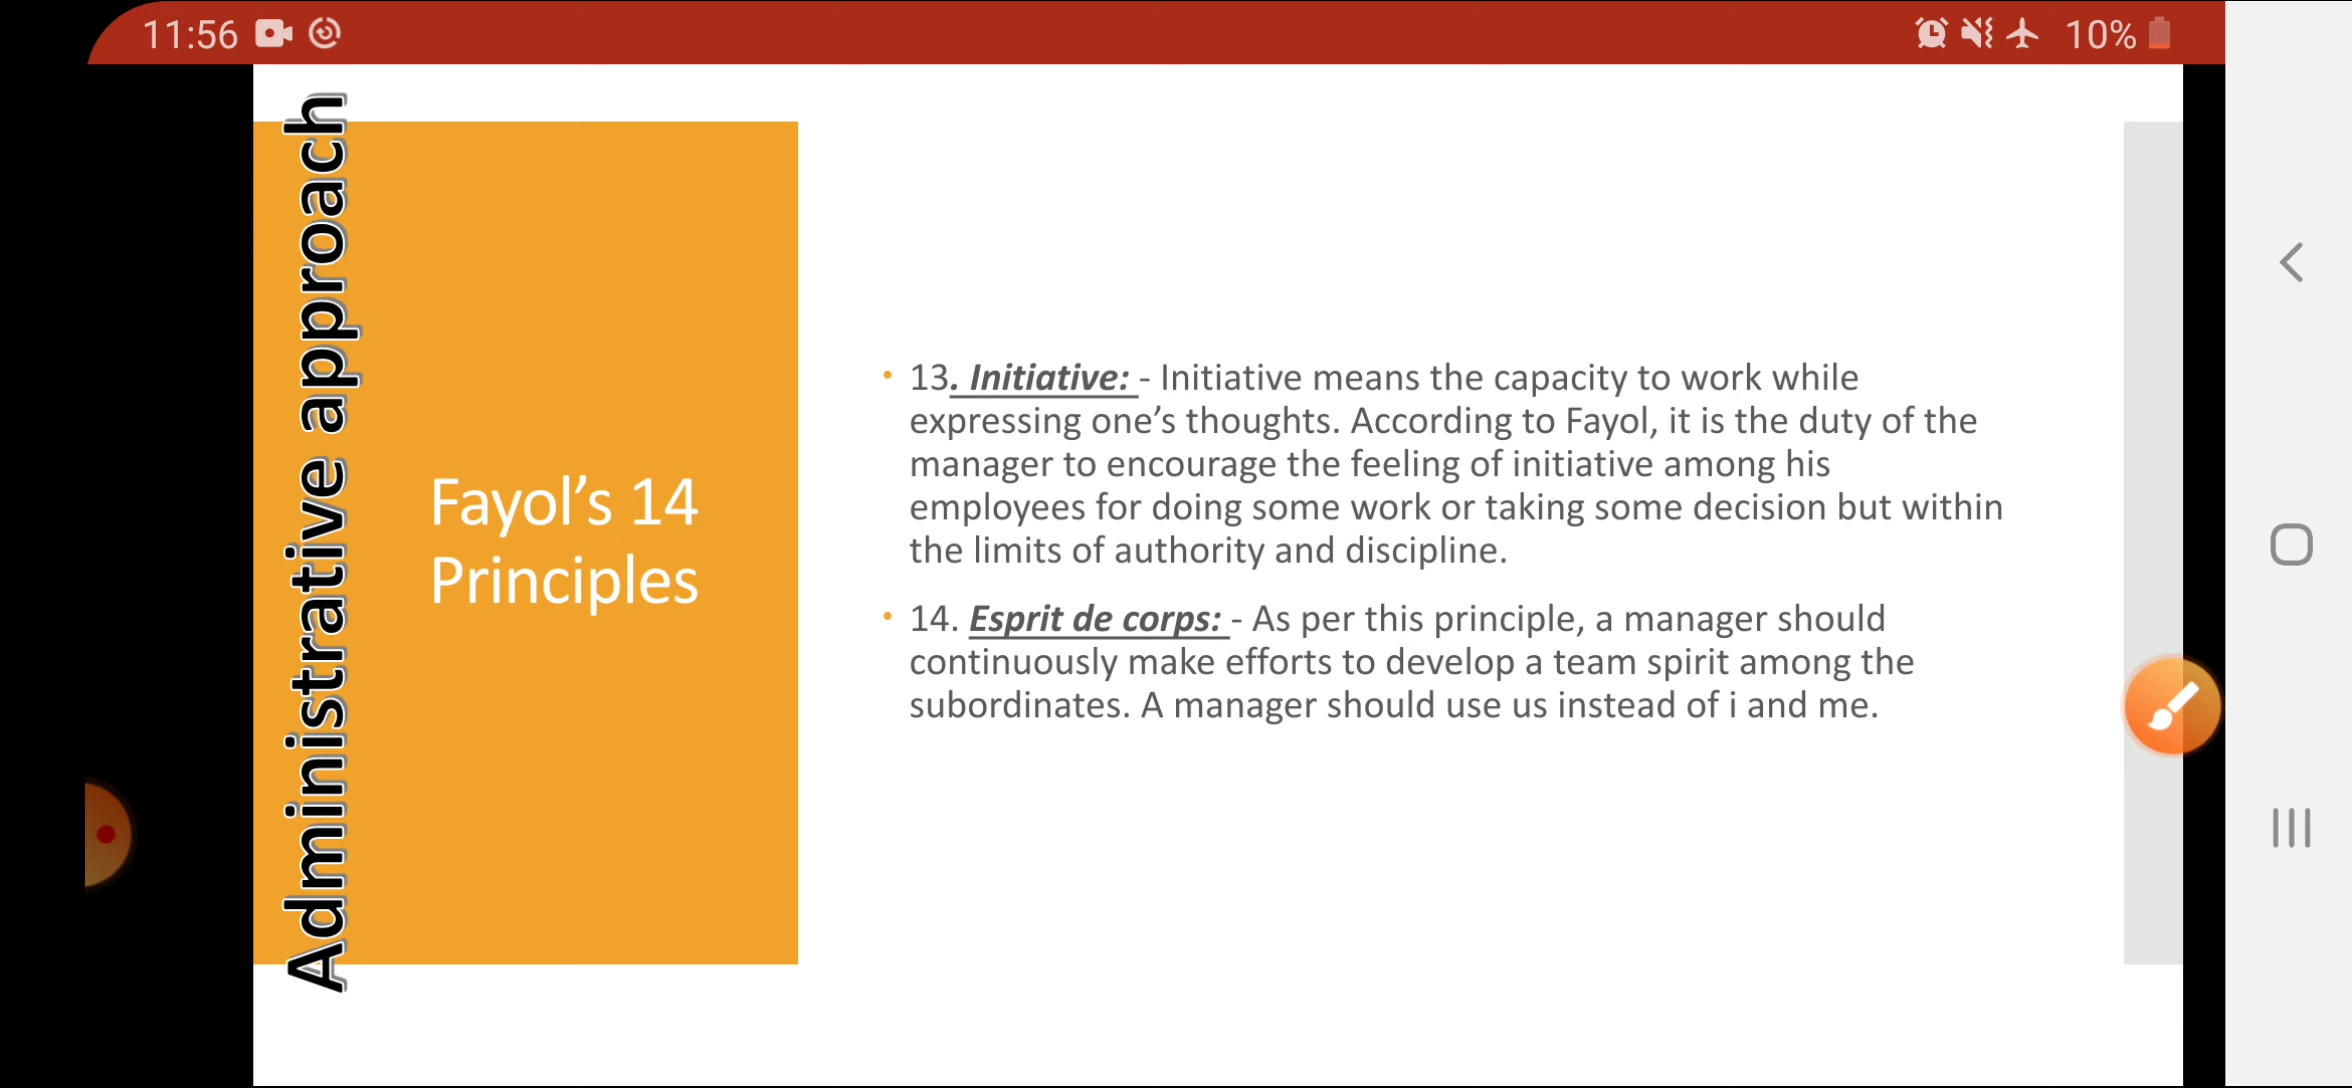 11:56
10%
Administrative approach
Fayol’s 14
Principles
• 13. Initiative: - Initiative means the capacity to work while
expressing one’s thoughts. According to Fayol, it is the duty of the
manager to encourage the feeling of initiative among his
employees for doing some work or taking some decision but within
the limits of authority and discipline.
• 14. Esprit de corps: - As per this principle, a manager should
continuously make efforts to develop a team spirit among the
subordinates. A manager should use us instead of i and me.